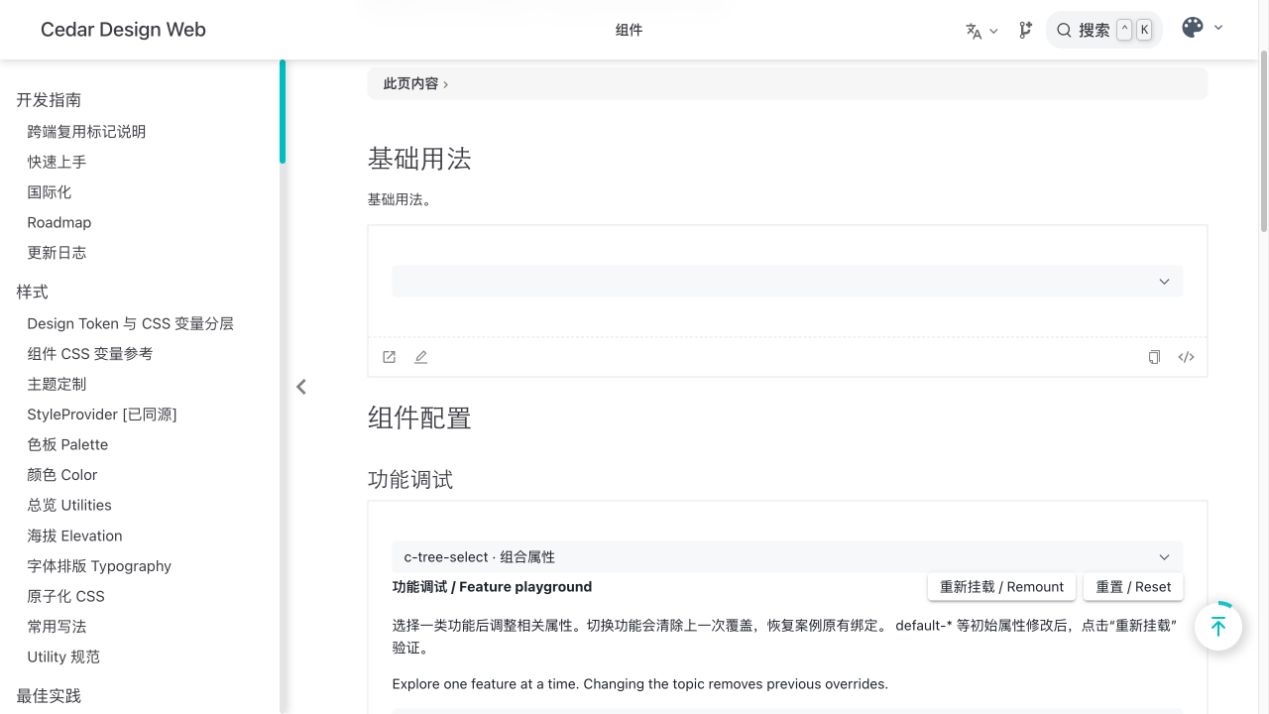 Cedar Design Web
组件
搜索 ^ K
开发指南
跨端复用标记说明
快速上手
国际化
Roadmap
更新日志
样式
Design Token 与 CSS 变量分层
组件 CSS 变量参考
主题定制
StyleProvider [已同源]
色板 Palette
颜色 Color
总览 Utilities
海拔 Elevation
字体排版 Typography
原子化 CSS
常用写法
Utility 规范
最佳实践
此页内容 ›
基础用法
基础用法。
组件配置
功能调试
c-tree-select · 组合属性
功能调试 / Feature playground
重新挂载 / Remount
重置 / Reset
选择一类功能后调整相关属性。切换功能会清除上一次覆盖，恢复案例原有绑定。 default-* 等初始属性修改后，点击“重新挂载”
验证。
Explore one feature at a time. Changing the topic removes previous overrides.